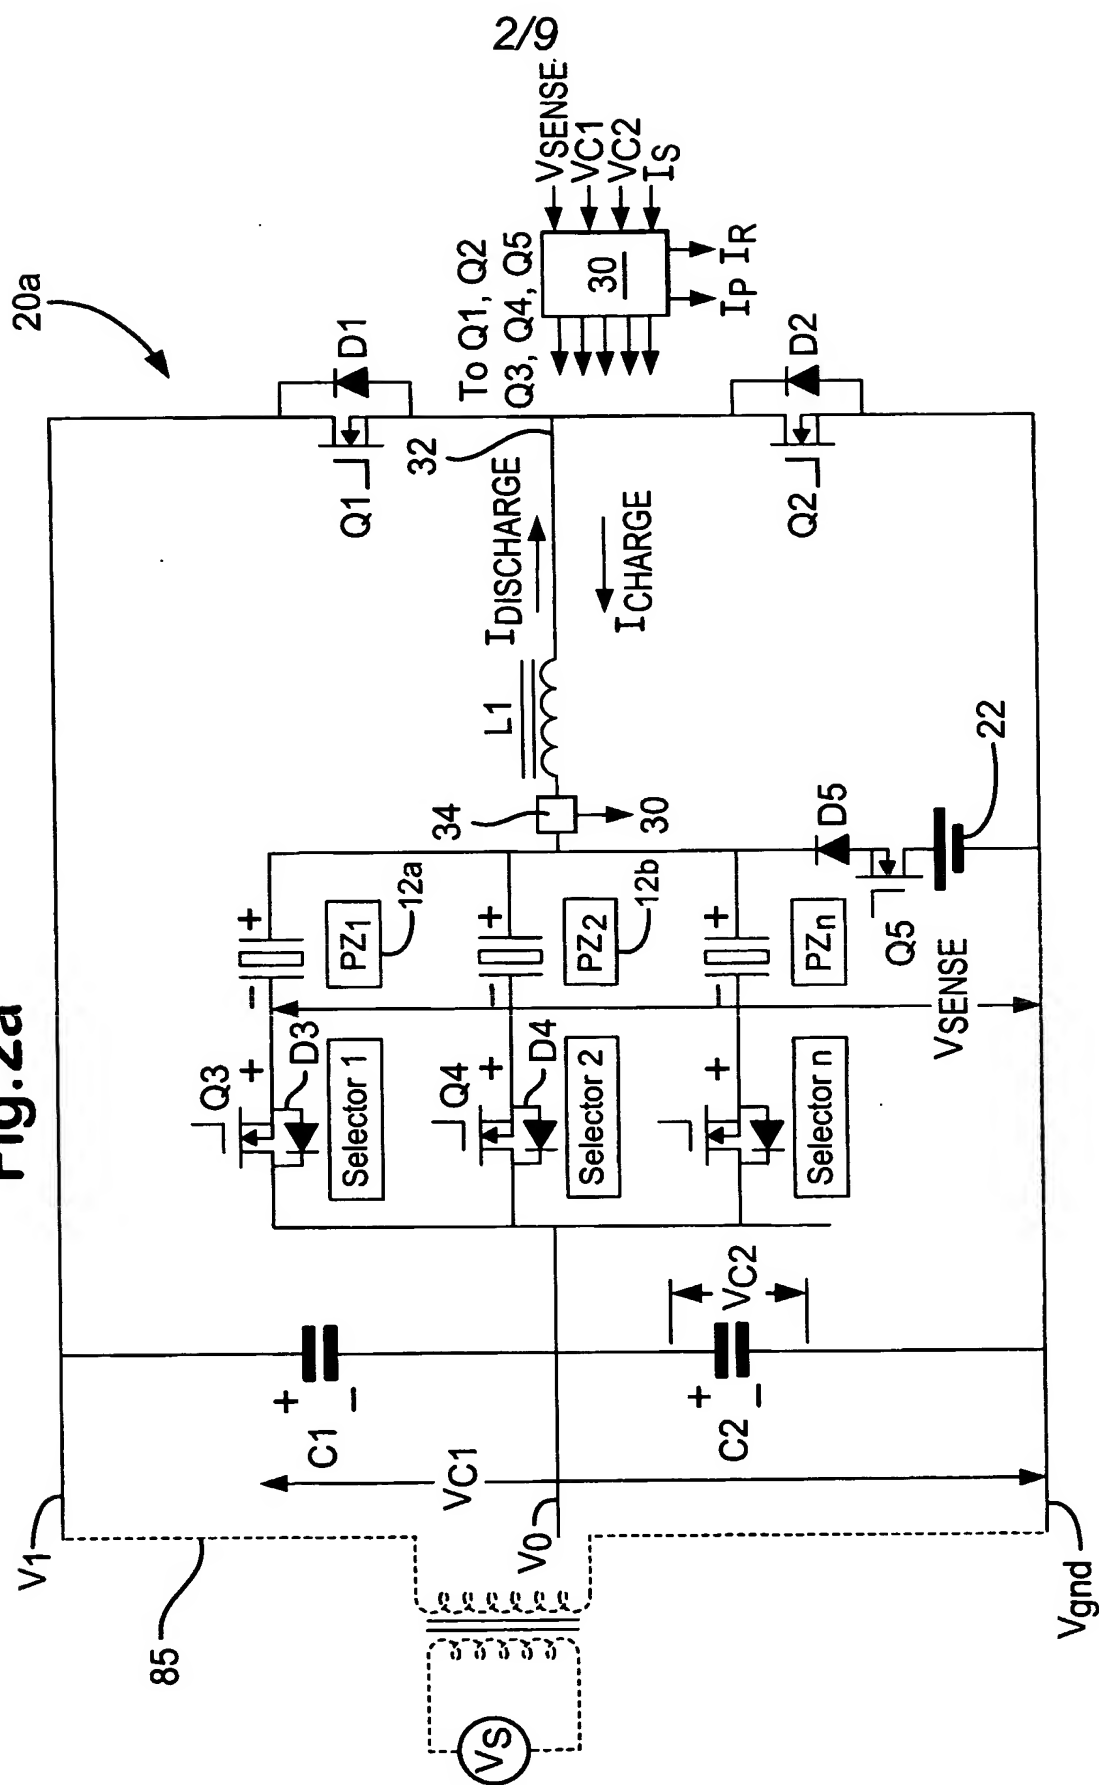 2/9
Fig.2a
20a
V1
85
VS
V0
Vgnd
C1
+
−
VC1
C2
+
−
VC2
Q3
+
D3
Selector 1
−
+
PZ1
12a
Q4
+
D4
Selector 2
−
+
PZ2
12b
+
Selector n
−
+
PZn
VSENSE
34
30
L1
IDISCHARGE
ICHARGE
D5
Q5
22
32
Q1
D1
Q2
D2
To Q1, Q2
Q3, Q4, Q5
30
VSENSE
VC1
VC2
IS
IP
IR